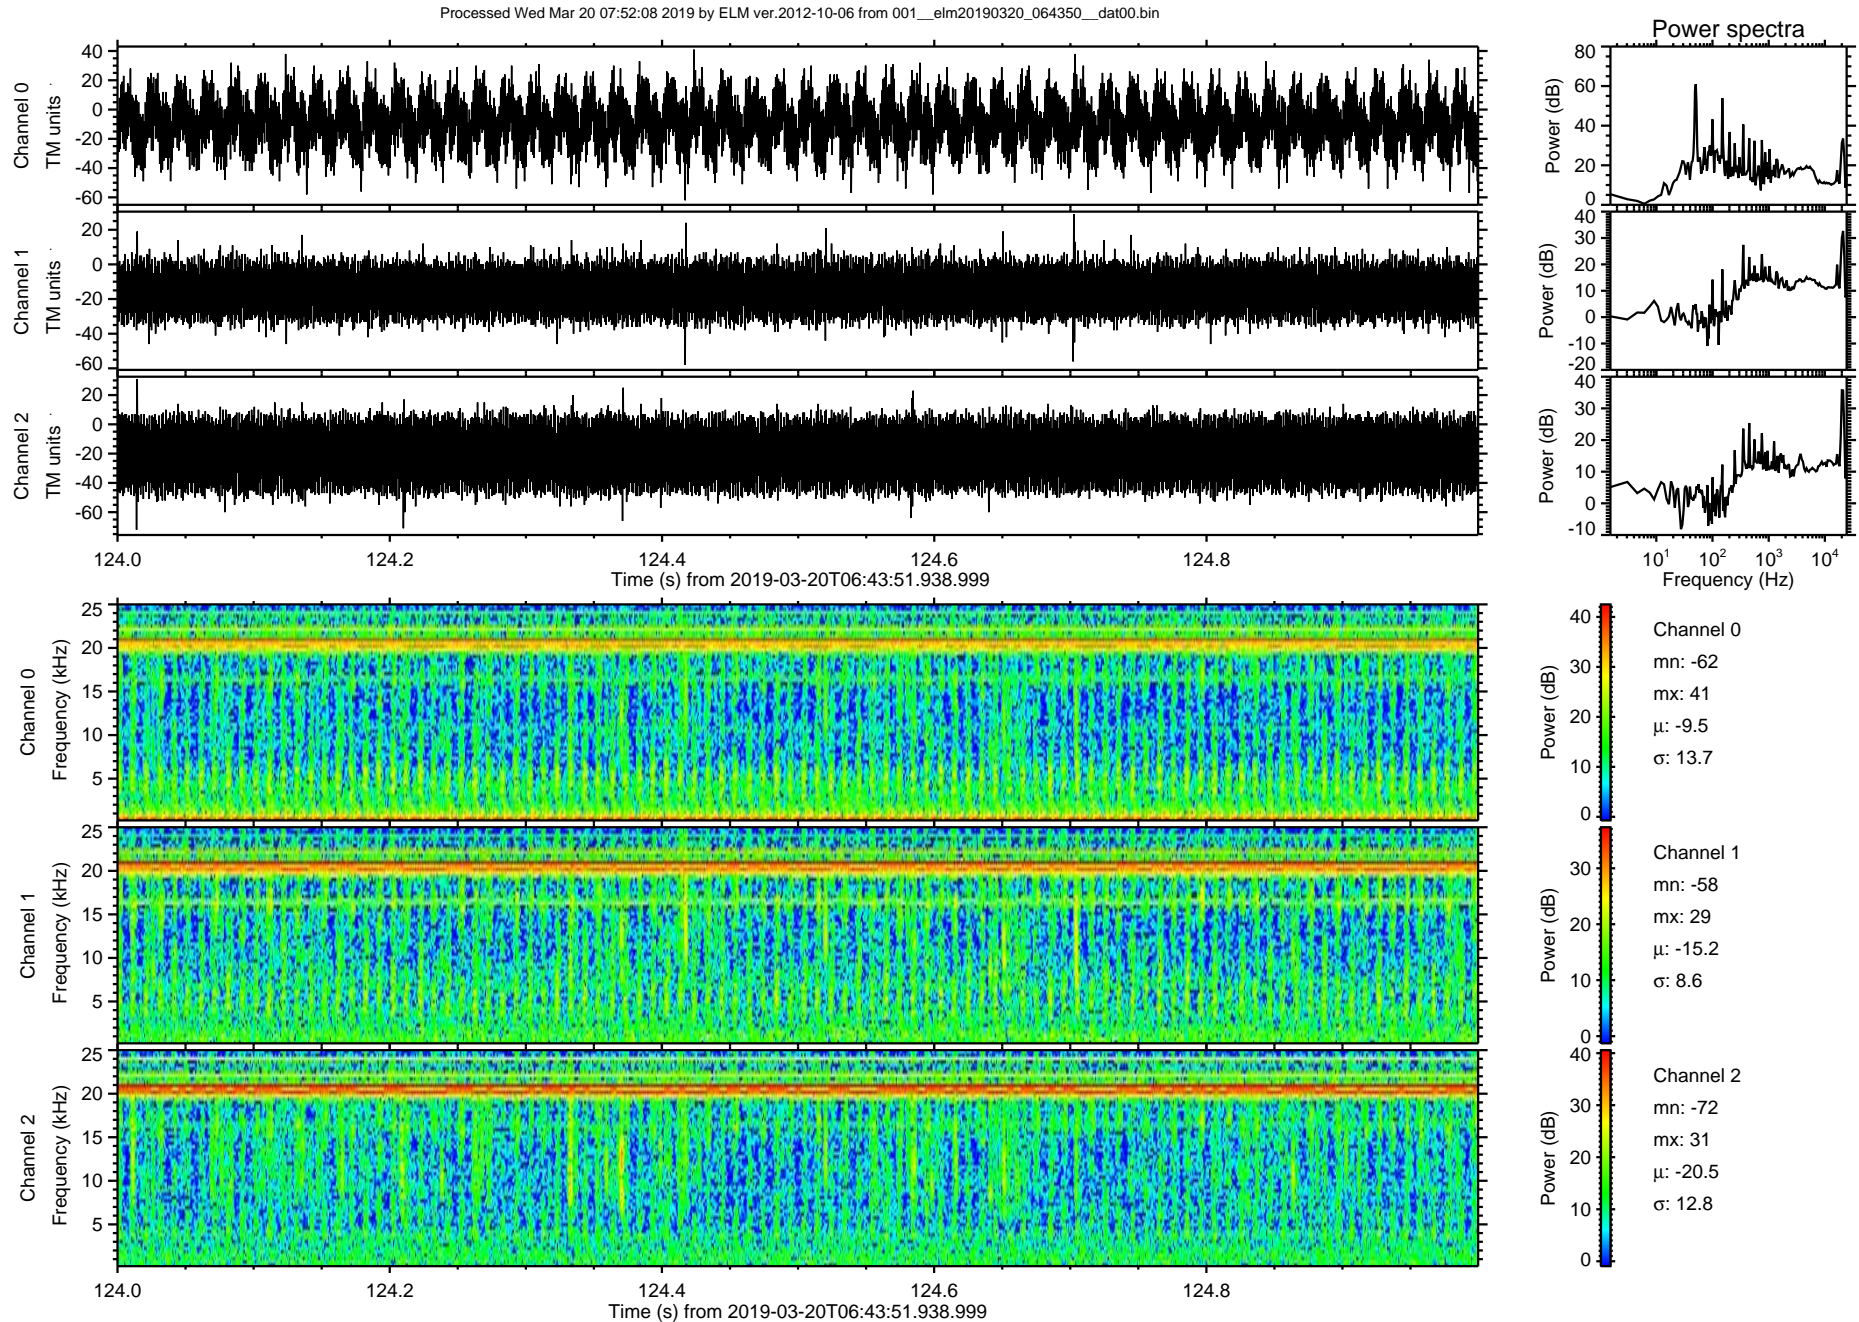 Processed Wed Mar 20 07:52:08 2019 by ELM ver.2012-10-06 from 001__elm20190320_064350__dat00.bin
Power spectra
Channel 0
TM units
40
20
0
-20
-40
-60
Power (dB)
80
60
40
20
0
Channel 1
TM units
20
0
-20
-40
-60
Power (dB)
40
30
20
10
0
-10
-20
Channel 2
TM units
20
0
-20
-40
-60
Power (dB)
40
30
20
10
0
-10
124.0 124.2 124.4 124.6 124.8
Time (s) from 2019-03-20T06:43:51.938.999
10¹ 10² 10³ 10⁴
Frequency (Hz)
Channel 0
Frequency (kHz)
25
20
15
10
5
Power (dB)
40
30
20
10
0
Channel 0
mn: -62
mx: 41
μ: -9.5
σ: 13.7
Channel 1
Frequency (kHz)
25
20
15
10
5
Power (dB)
30
20
10
0
Channel 1
mn: -58
mx: 29
μ: -15.2
σ: 8.6
Channel 2
Frequency (kHz)
25
20
15
10
5
Power (dB)
40
30
20
10
0
Channel 2
mn: -72
mx: 31
μ: -20.5
σ: 12.8
124.0 124.2 124.4 124.6 124.8
Time (s) from 2019-03-20T06:43:51.938.999